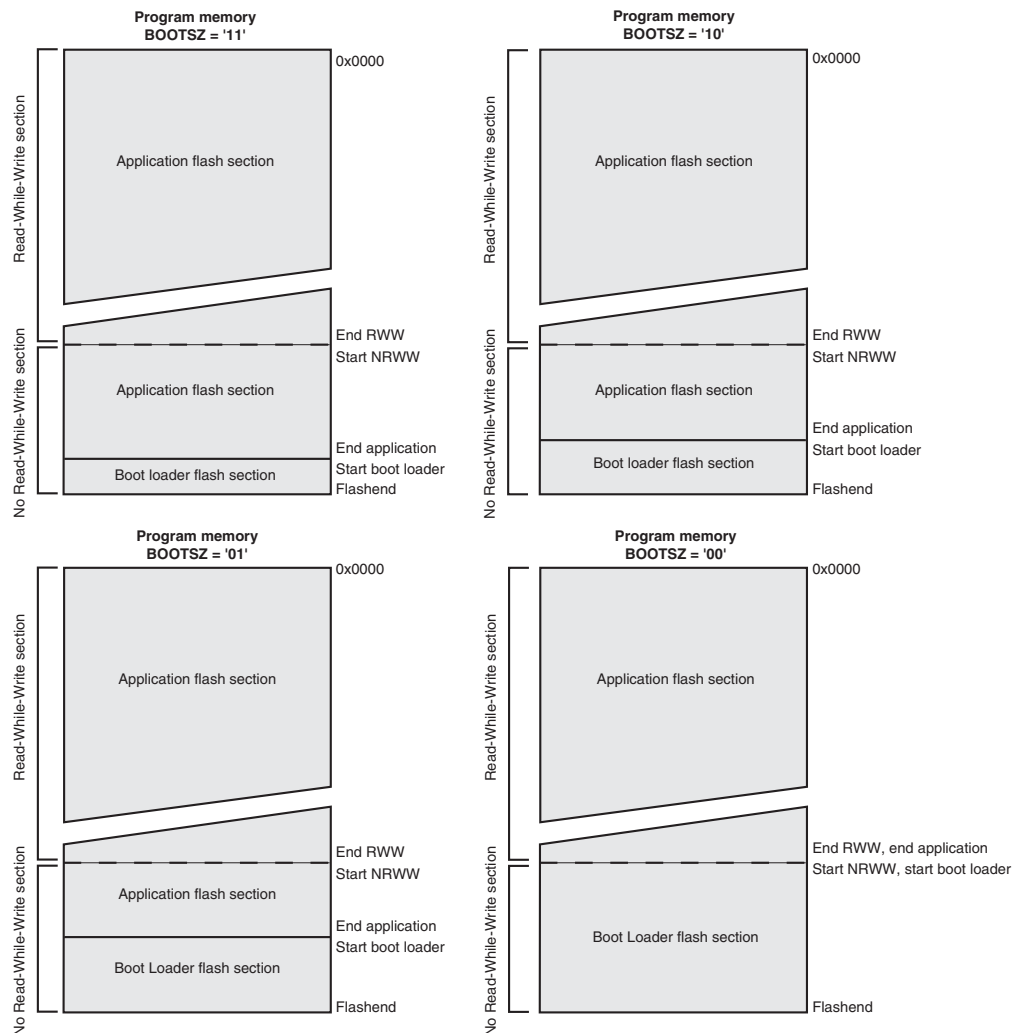 Program memory
BOOTSZ = '11'
0x0000
Read-While-Write section
Application flash section
End RWW
Start NRWW
No Read-While-Write section
Application flash section
End application
Start boot loader
Boot loader flash section
Flashend
Program memory
BOOTSZ = '10'
0x0000
Read-While-Write section
Application flash section
End RWW
Start NRWW
No Read-While-Write section
Application flash section
End application
Start boot loader
Boot loader flash section
Flashend
Program memory
BOOTSZ = '01'
0x0000
Read-While-Write section
Application flash section
End RWW
Start NRWW
No Read-While-Write section
Application flash section
End application
Start boot loader
Boot Loader flash section
Flashend
Program memory
BOOTSZ = '00'
0x0000
Read-While-Write section
Application flash section
End RWW, end application
Start NRWW, start boot loader
No Read-While-Write section
Boot Loader flash section
Flashend